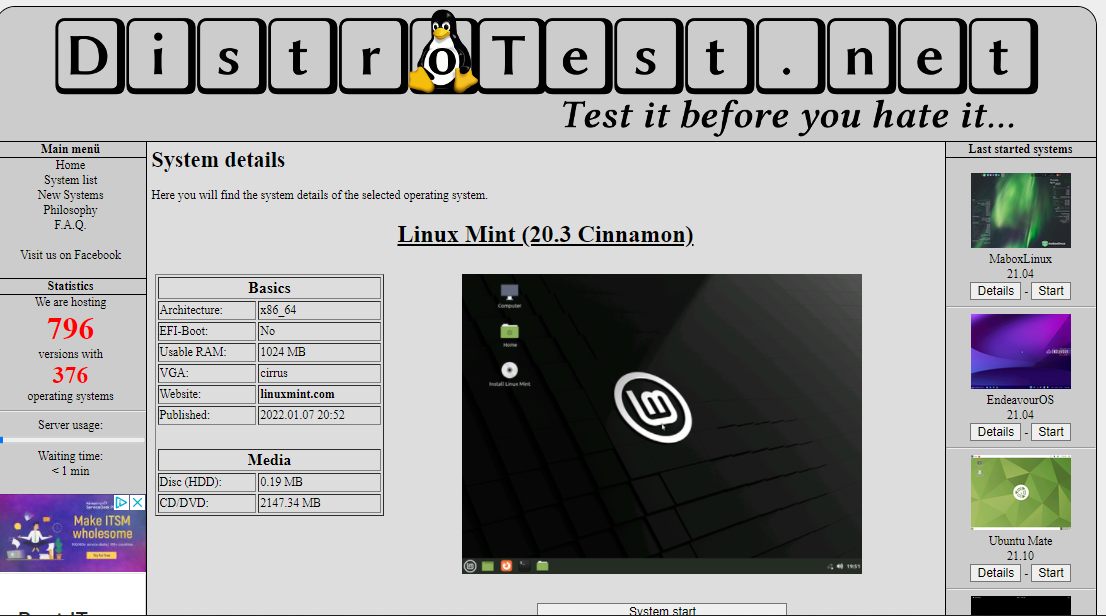 DistroTest.net
Test it before you hate it...
Main menü
Home
System list
New Systems
Philosophy
F.A.Q.
Visit us on Facebook
Statistics
We are hosting
796
versions with
376
operating systems
Server usage:
Waiting time:
< 1 min
Make ITSM
wholesome
System details
Here you will find the system details of the selected operating system.
Linux Mint (20.3 Cinnamon)
Basics
Architecture: x86_64
EFI-Boot: No
Usable RAM: 1024 MB
VGA: cirrus
Website: linuxmint.com
Published: 2022.01.07 20:52
Media
Disc (HDD): 0.19 MB
CD/DVD: 2147.34 MB
Computer
Home
Install Linux Mint
19:51
System start
Last started systems
MaboxLinux
21.04
Details - Start
EndeavourOS
21.04
Details - Start
Ubuntu Mate
21.10
Details - Start